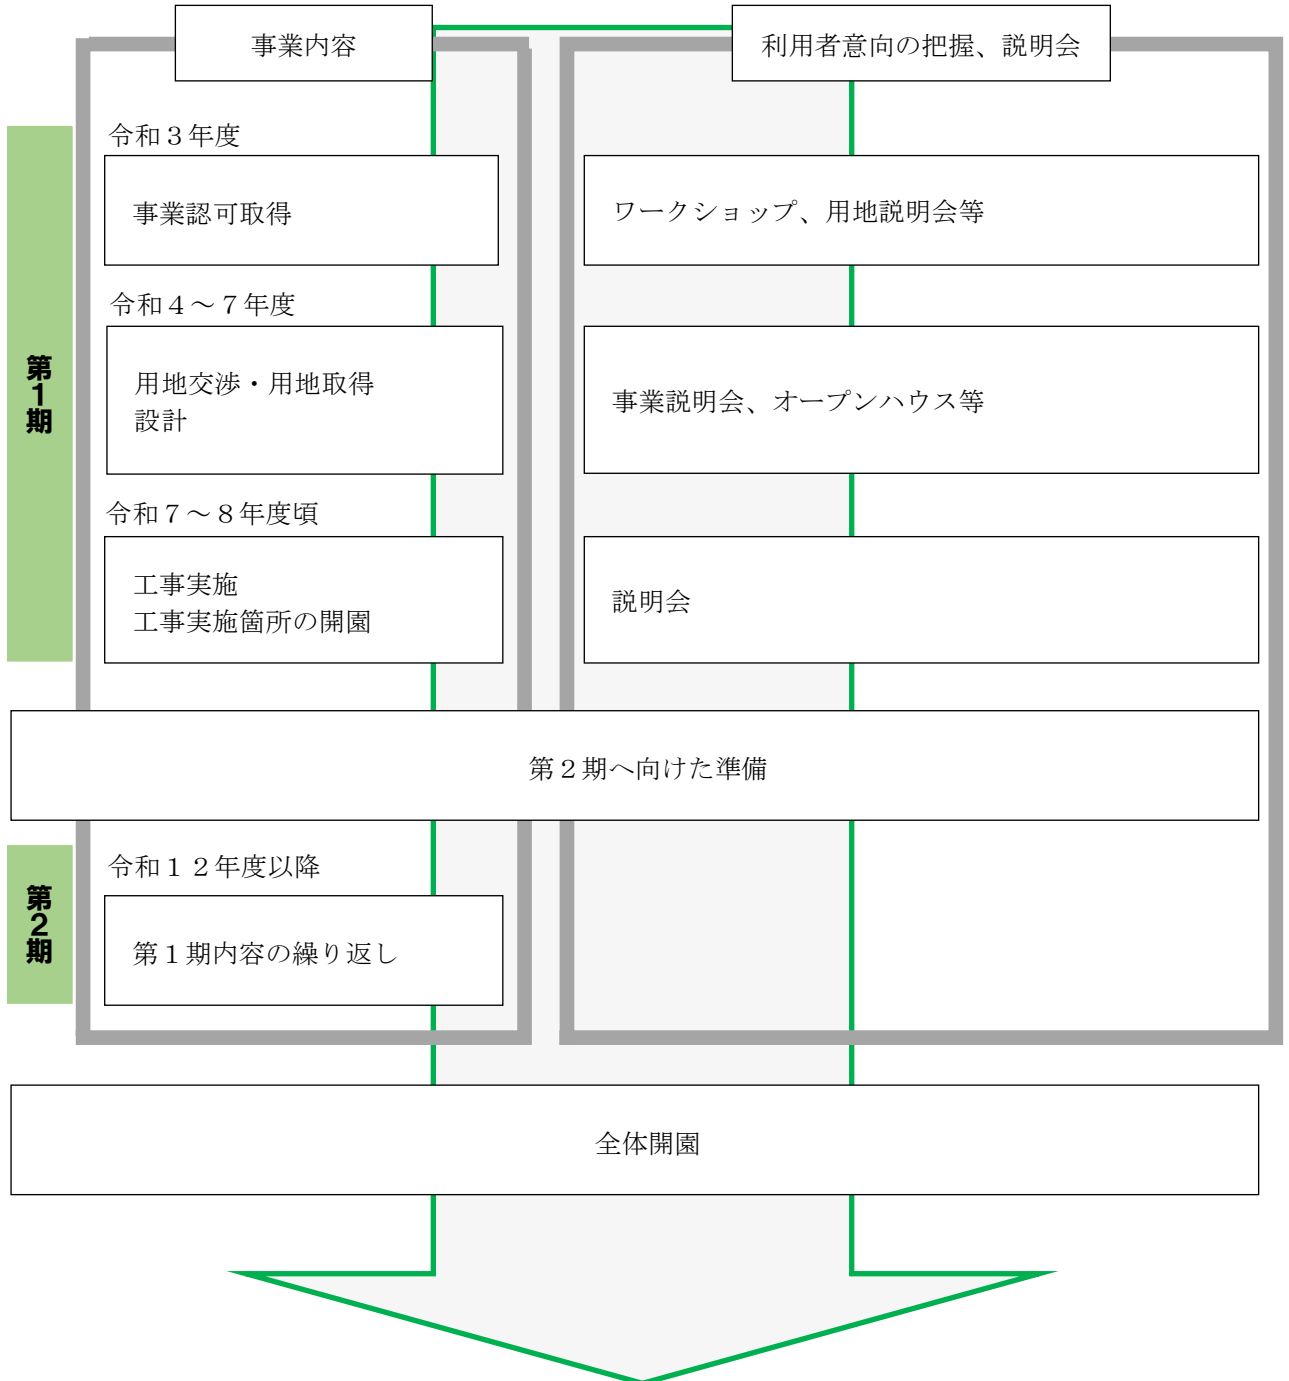 事業内容
利用者意向の把握、説明会
第1期
令和３年度
事業認可取得
ワークショップ、用地説明会等
令和４～７年度
用地交渉・用地取得
設計
事業説明会、オープンハウス等
令和７～８年度頃
工事実施
工事実施箇所の開園
説明会
第２期へ向けた準備
第2期
令和１２年度以降
第１期内容の繰り返し
全体開園